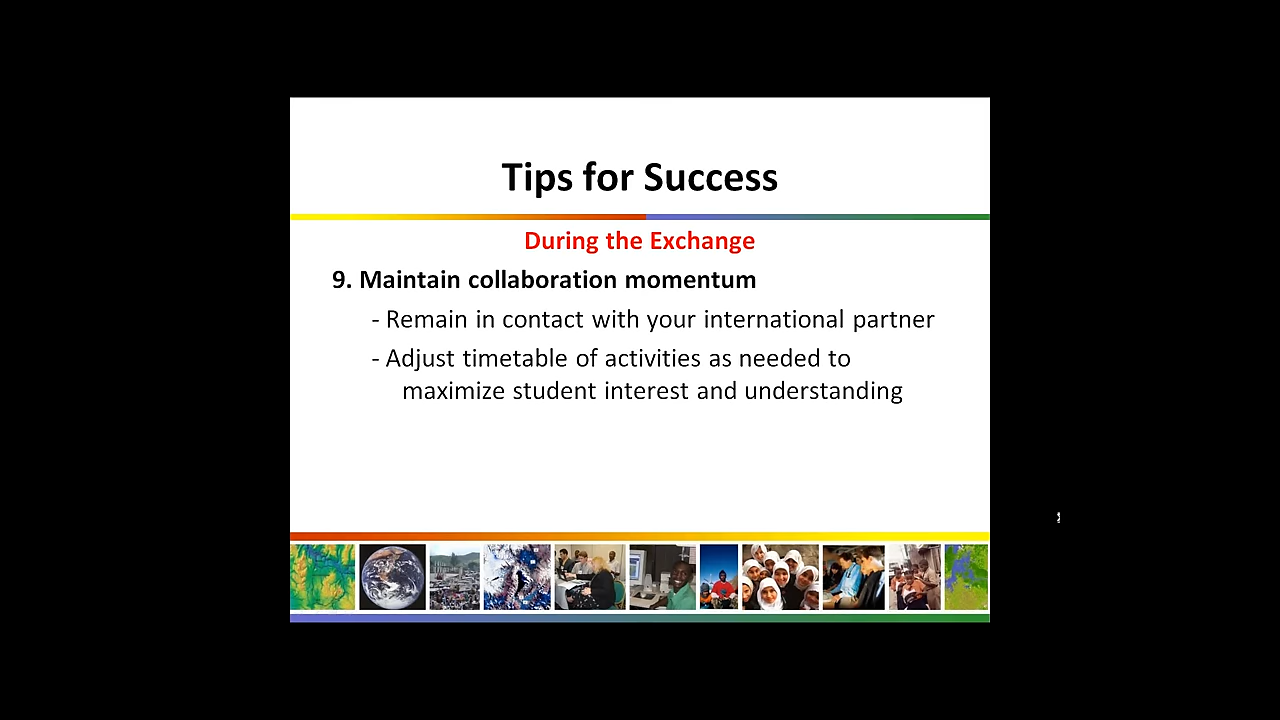 Tips for Success
During the Exchange
9. Maintain collaboration momentum
- Remain in contact with your international partner
- Adjust timetable of activities as needed to
maximize student interest and understanding